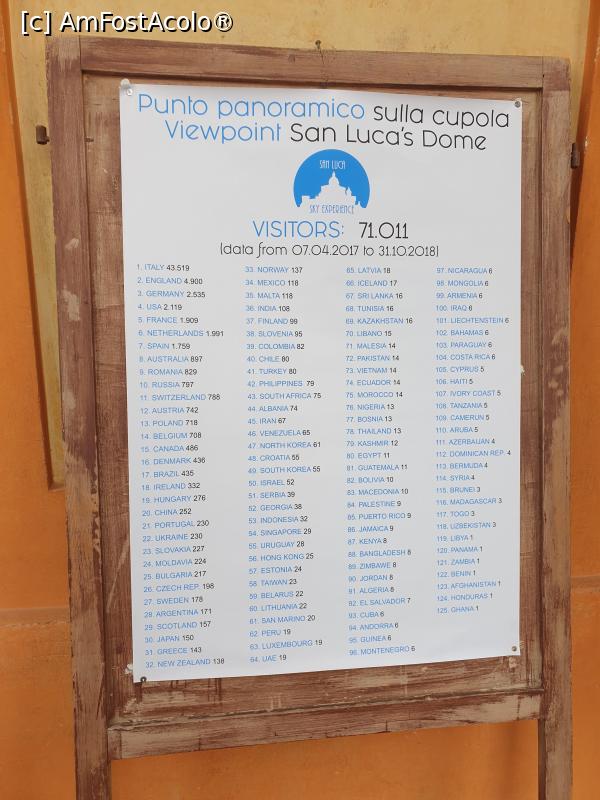 [c] AmFostAcolo®
Punto panoramico sulla cupola
Viewpoint San Luca's Dome
SAN LUCA
SKY EXPERIENCE
VISITORS: 71.011
(data from 07.04.2017 to 31.10.2018)
1. ITALY 43.519
2. ENGLAND 4.900
3. GERMANY 2.535
4. USA 2.119
5. FRANCE 1.909
6. NETHERLANDS 1.991
7. SPAIN 1.759
8. AUSTRALIA 897
9. ROMANIA 829
10. RUSSIA 797
11. SWITZERLAND 788
12. AUSTRIA 742
13. POLAND 718
14. BELGIUM 708
15. CANADA 486
16. DENMARK 436
17. BRAZIL 435
18. IRELAND 332
19. HUNGARY 276
20. CHINA 252
21. PORTUGAL 230
22. UKRAINE 230
23. SLOVAKIA 227
24. MOLDAVIA 224
25. BULGARIA 217
26. CZECH REP. 198
27. SWEDEN 178
28. ARGENTINA 171
29. SCOTLAND 157
30. JAPAN 150
31. GREECE 143
32. NEW ZEALAND 138
33. NORWAY 137
34. MEXICO 118
35. MALTA 118
36. INDIA 108
37. FINLAND 99
38. SLOVENIA 95
39. COLOMBIA 82
40. CHILE 80
41. TURKEY 80
42. PHILIPPINES 79
43. SOUTH AFRICA 75
44. ALBANIA 74
45. IRAN 67
46. VENEZUELA 65
47. NORTH KOREA 61
48. CROATIA 55
49. SOUTH KOREA 55
50. ISRAEL 52
51. SERBIA 39
52. GEORGIA 38
53. INDONESIA 32
54. SINGAPORE 29
55. URUGUAY 28
56. HONG KONG 25
57. ESTONIA 24
58. TAIWAN 23
59. BELARUS 22
60. LITHUANIA 22
61. SAN MARINO 20
62. PERU 19
63. LUXEMBOURG 19
64. UAE 19
65. LATVIA 18
66. ICELAND 17
67. SRI LANKA 16
68. TUNISIA 16
69. KAZAKHSTAN 16
70. LIBANO 15
71. MALESIA 14
72. PAKISTAN 14
73. VIETNAM 14
74. ECUADOR 14
75. MOROCCO 14
76. NIGERIA 13
77. BOSNIA 13
78. THAILAND 13
79. KASHMIR 12
80. EGYPT 11
81. GUATEMALA 11
82. BOLIVIA 10
83. MACEDONIA 10
84. PALESTINE 9
85. PUERTO RICO 9
86. JAMAICA 9
87. KENYA 8
88. BANGLADESH 8
89. ZIMBABWE 8
90. JORDAN 8
91. ALGERIA 8
92. EL SALVADOR 7
93. CUBA 6
94. ANDORRA 6
95. GUINEA 6
96. MONTENEGRO 6
97. NICARAGUA 6
98. MONGOLIA 6
99. ARMENIA 6
100. IRAQ 6
101. LIECHTENSTEIN 6
102. BAHAMAS 6
103. PARAGUAY 6
104. COSTA RICA 6
105. CYPRUS 5
106. HAITI 5
107. IVORY COAST 5
108. TANZANIA 5
109. CAMERUN 5
110. ARUBA 5
111. AZERBAIJAN 4
112. DOMINICAN REP. 4
113. BERMUDA 4
114. SYRIA 4
115. BRUNEI 3
116. MADAGASCAR 3
117. TOGO 3
118. UZBEKISTAN 3
119. LIBYA 1
120. PANAMA 1
121. ZAMBIA 1
122. BENIN 1
123. AFGHANISTAN 1
124. HONDURAS 1
125. GHANA 1